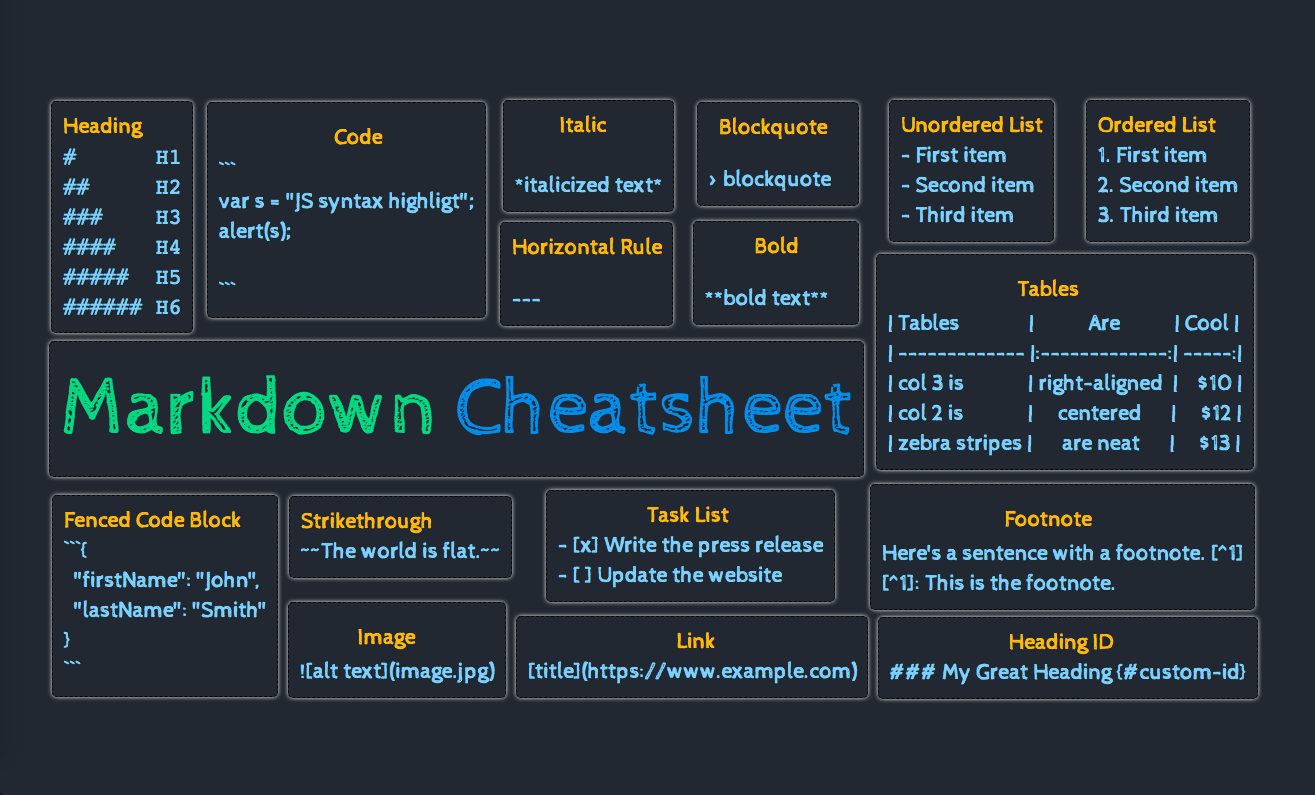 Heading
# H1
## H2
### H3
#### H4
##### H5
###### H6
Code
```
var s = "JS syntax highligt";
alert(s);
```
Italic
*italicized text*
Blockquote
› blockquote
Unordered List
- First item
- Second item
- Third item
Ordered List
1. First item
2. Second item
3. Third item
Horizontal Rule
---
Bold
**bold text**
Tables
| Tables | Are | Cool |
| ------------- |:-------------:| -----:|
| col 3 is | right-aligned | $10 |
| col 2 is | centered | $12 |
| zebra stripes | are neat | $13 |
Markdown Cheatsheet
Fenced Code Block
```{
"firstName": "John",
"lastName": "Smith"
}
```
Strikethrough
~~The world is flat.~~
Task List
- [x] Write the press release
- [ ] Update the website
Footnote
Here's a sentence with a footnote. [^1]
[^1]: This is the footnote.
Image
![alt text](image.jpg)
Link
[title](https://www.example.com)
Heading ID
### My Great Heading {#custom-id}